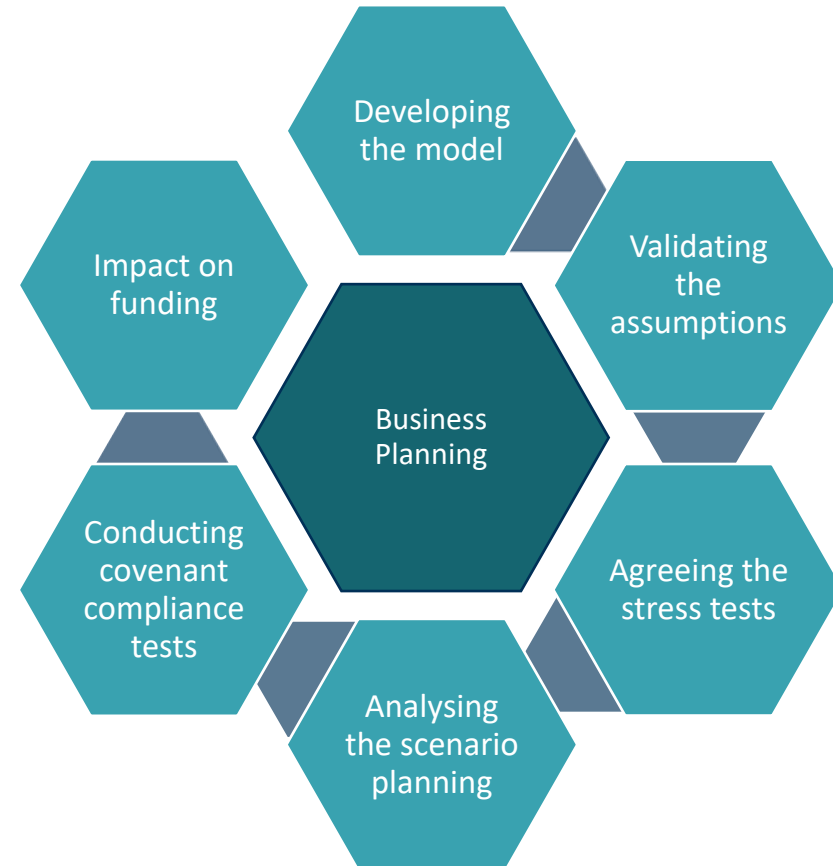 Developing
the model
Validating
the
assumptions
Agreeing the
stress tests
Analysing
the scenario
planning
Conducting
covenant
compliance
tests
Impact on
funding
Business
Planning